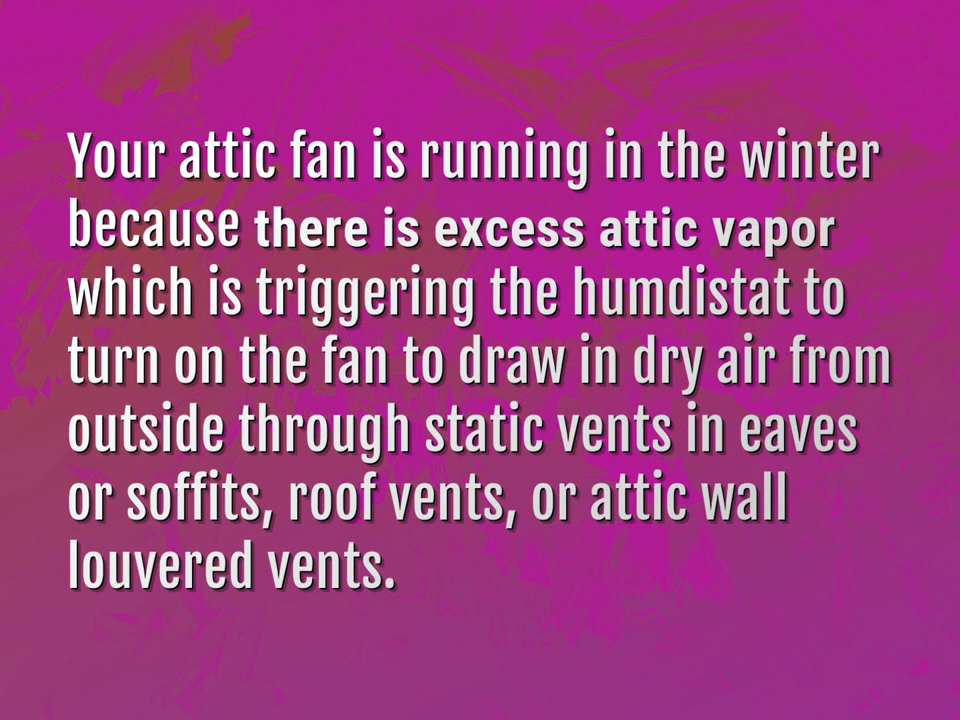 Your attic fan is running in the winter
because there is excess attic vapor
which is triggering the humdistat to
turn on the fan to draw in dry air from
outside through static vents in eaves
or soffits, roof vents, or attic wall
louvered vents.